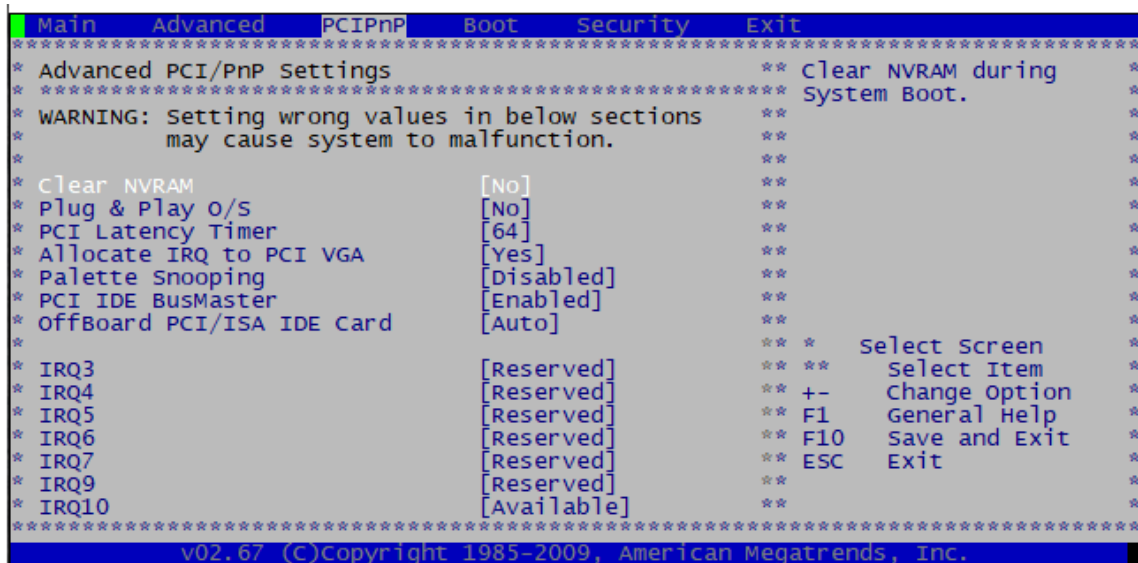 Main Advanced PCIPnP Boot Security Exit
*******************************************************************************
* Advanced PCI/PnP Settings ** Clear NVRAM during *
* ***************************************************** System Boot. *
* WARNING: Setting wrong values in below sections ** *
* may cause system to malfunction. ** *
* ** *
* Clear NVRAM [No] ** *
* Plug & Play O/S [No] ** *
* PCI Latency Timer [64] ** *
* Allocate IRQ to PCI VGA [Yes] ** *
* Palette Snooping [Disabled] ** *
* PCI IDE BusMaster [Enabled] ** *
* OffBoard PCI/ISA IDE Card [Auto] ** *
* ** * Select Screen *
* IRQ3 [Reserved] ** ** Select Item *
* IRQ4 [Reserved] ** +- Change Option *
* IRQ5 [Reserved] ** F1 General Help *
* IRQ6 [Reserved] ** F10 Save and Exit *
* IRQ7 [Reserved] ** ESC Exit *
* IRQ9 [Reserved] ** *
* IRQ10 [Available] ** *
*******************************************************************************
v02.67 (C)Copyright 1985-2009, American Megatrends, Inc.